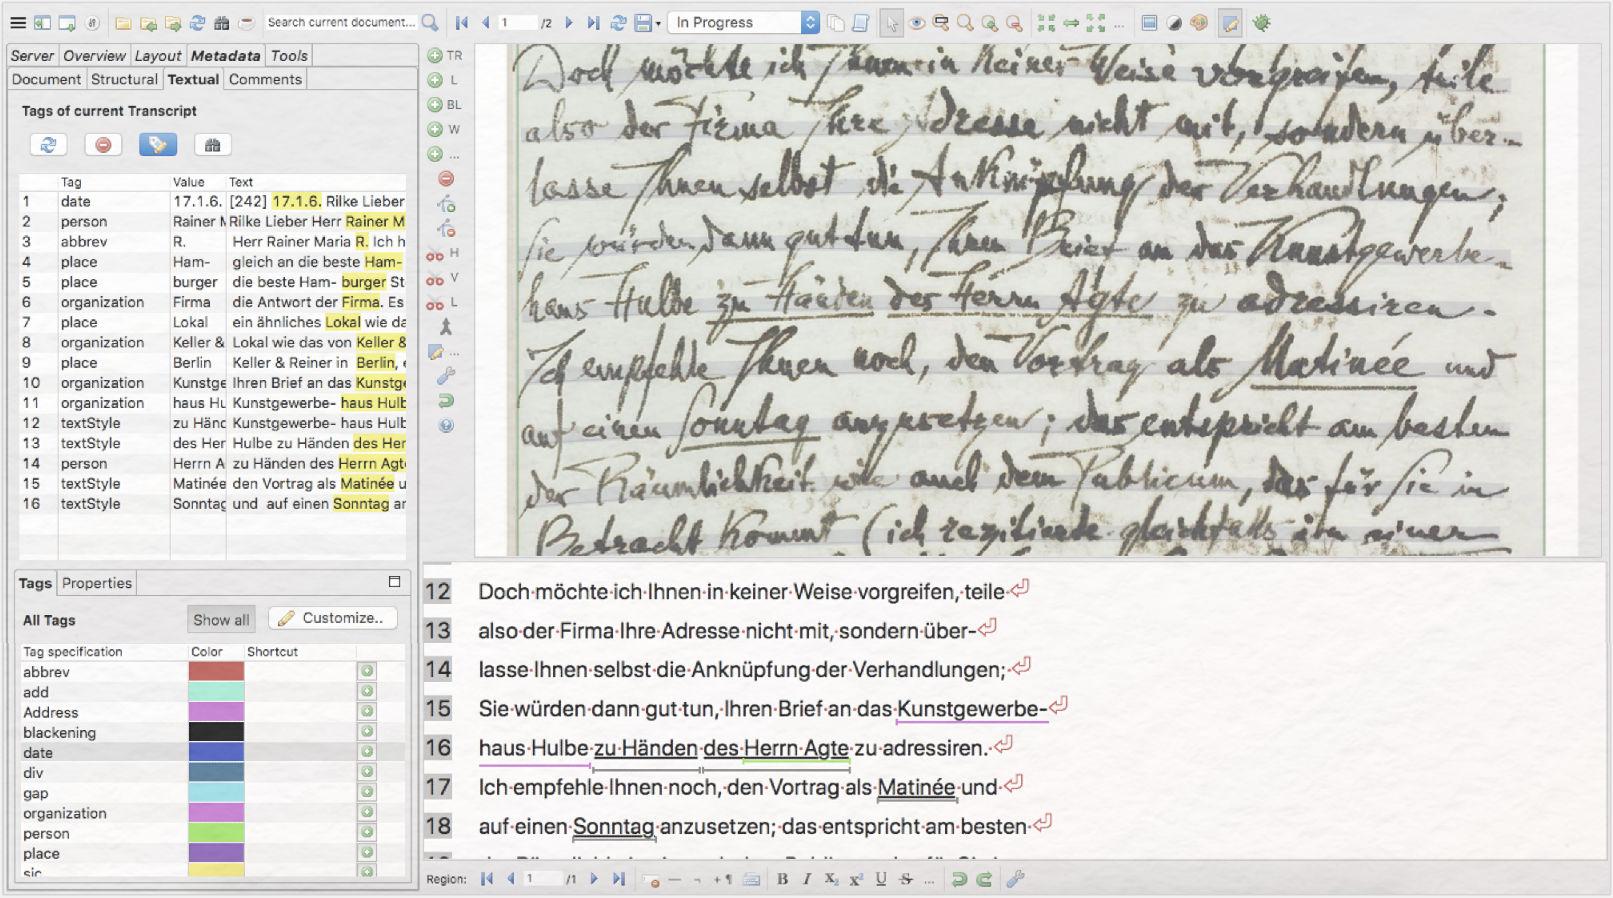 Search current document...
1 /2
In Progress
Server Overview Layout Metadata Tools
Document Structural Textual Comments
Tags of current Transcript
Tag Value Text
1 date 17.1.6. [242] 17.1.6. Rilke Lieber
2 person Rainer M Rilke Lieber Herr Rainer M
3 abbrev R. Herr Rainer Maria R. Ich h
4 place Ham- gleich an die beste Ham-
5 place burger die beste Ham- burger St
6 organization Firma die Antwort der Firma. Es
7 place Lokal ein ähnliches Lokal wie da
8 organization Keller & Lokal wie das von Keller &
9 place Berlin Keller & Reiner in Berlin, e
10 organization Kunstge Ihren Brief an das Kunstge
11 organization haus Hu Kunstgewerbe- haus Hulb
12 textStyle zu Händ Kunstgewerbe- haus Hulb
13 textStyle des Her Hulbe zu Händen des Her
14 person Herrn A zu Händen des Herrn Agte
15 textStyle Matinée den Vortrag als Matinée u
16 textStyle Sonntag und auf einen Sonntag an
Tags Properties
All Tags Show all Customize..
Tag specification Color Shortcut
abbrev
add
Address
blackening
date
div
gap
organization
person
place
sic
TR
L
BL
W
...
H
V
L
...
Doch möchte ich Ihnen in keiner Weise vorgreifen, teile
also der Firma Ihre Adresse nicht mit, sondern über-
lasse Ihnen selbst die Anknüpfung der Verhandlungen;
Sie würden dann gut tun, Ihren Brief an das Kunstgewerbe-
haus Hulbe zu Händen des Herrn Agte zu adressiren.
Ich empfehle Ihnen noch, den Vortrag als Matinée und
auf einen Sonntag anzusetzen; das entspricht am besten
der Räumlichkeit wie auch dem Publicum, das für Sie in
Betracht kommt (ich rezitierte gleichfalls in einer
12 Doch·möchte·ich·Ihnen·in·keiner·Weise·vorgreifen,·teile
13 also·der·Firma·Ihre·Adresse·nicht·mit,·sondern·über-
14 lasse·Ihnen·selbst·die·Anknüpfung·der·Verhandlungen;
15 Sie·würden·dann·gut·tun,·Ihren·Brief·an·das·Kunstgewerbe-
16 haus·Hulbe·zu·Händen·des·Herrn·Agte·zu·adressiren.
17 Ich·empfehle·Ihnen·noch,·den·Vortrag·als·Matinée·und
18 auf·einen·Sonntag·anzusetzen;·das·entspricht·am·besten
Region: 1 /1 B I X₂ x² U S ...